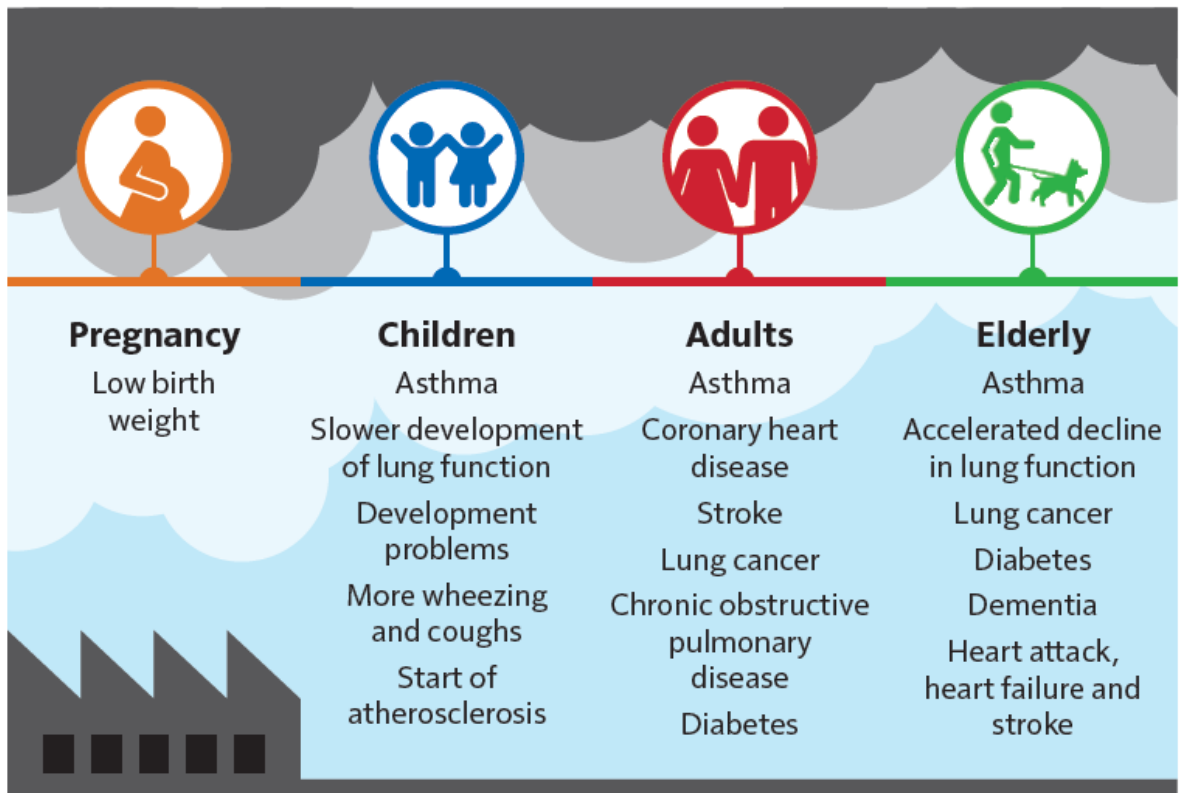 Pregnancy
Low birth
weight
Children
Asthma
Slower development
of lung function
Development
problems
More wheezing
and coughs
Start of
atherosclerosis
Adults
Asthma
Coronary heart
disease
Stroke
Lung cancer
Chronic obstructive
pulmonary
disease
Diabetes
Elderly
Asthma
Accelerated decline
in lung function
Lung cancer
Diabetes
Dementia
Heart attack,
heart failure and
stroke